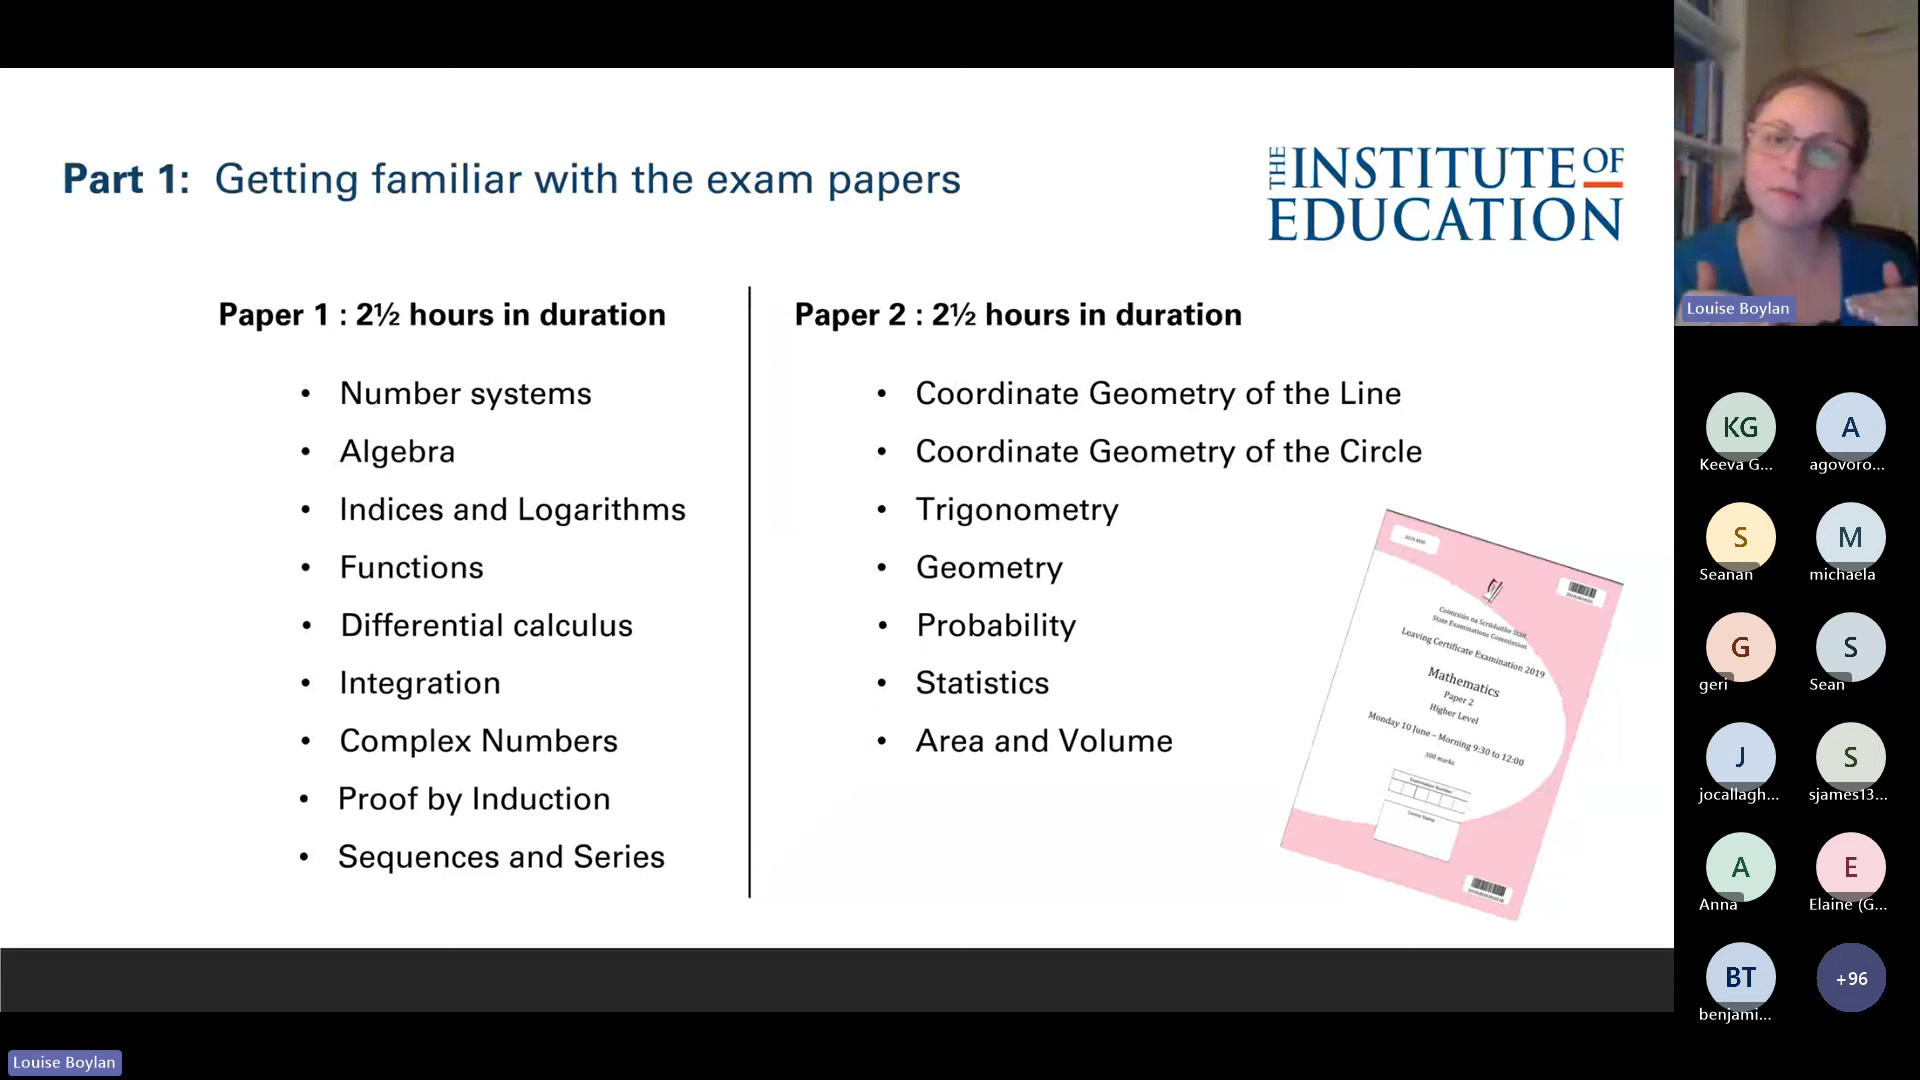 Part 1: Getting familiar with the exam papers
THE INSTITUTE OF
EDUCATION
Paper 1 : 2½ hours in duration
• Number systems
• Algebra
• Indices and Logarithms
• Functions
• Differential calculus
• Integration
• Complex Numbers
• Proof by Induction
• Sequences and Series
Paper 2 : 2½ hours in duration
• Coordinate Geometry of the Line
• Coordinate Geometry of the Circle
• Trigonometry
• Geometry
• Probability
• Statistics
• Area and Volume
Coimisiún na Scrúduithe Stáit
State Examinations Commission
Leaving Certificate Examination 2019
Mathematics
Paper 2
Higher Level
Monday 10 June – Morning 9:30 to 12:00
300 marks
Examination Number
Centre Stamp
Louise Boylan
KG
Keeva G...
A
agovoro...
S
Seanan
M
michaela
G
geri
S
Sean
J
jocallagh...
S
sjames13...
A
Anna
E
Elaine (G...
BT
benjami...
+96
Louise Boylan